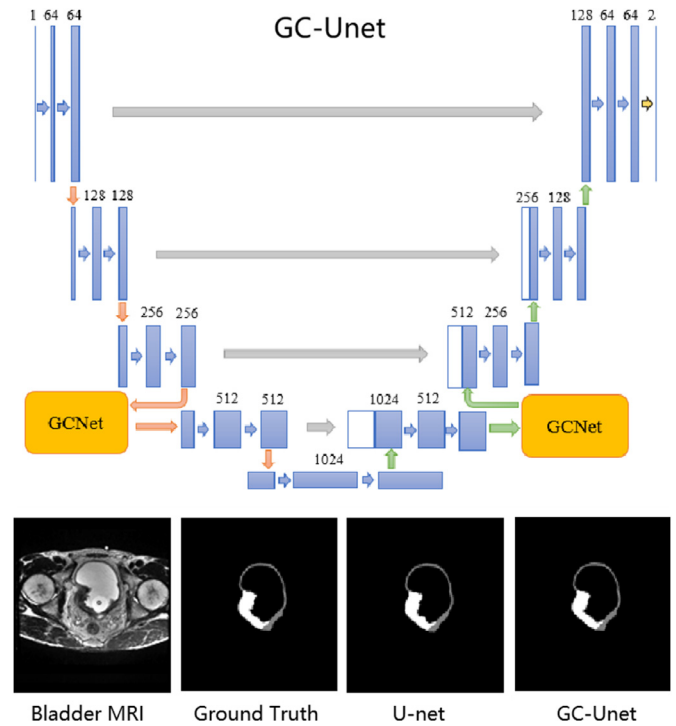 GC-Unet
1 64 64
128 64 64 2
128 128
256 128
256 256
512 256
GCNet
512 512
1024 512
GCNet
1024
Bladder MRI
Ground Truth
U-net
GC-Unet